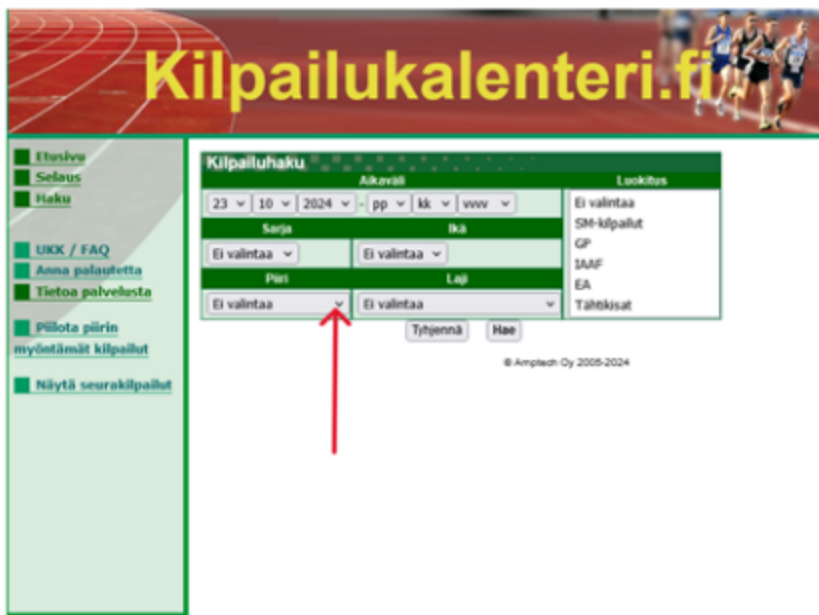 Kilpailukalenteri.fi
Etusivu
Selaus
Haku
UKK / FAQ
Anna palautetta
Tietoa palvelusta
Piilota piirin
myöntämät kilpailut
Näytä seurakilpailut
Kilpailuhaku
Aikaväli
Luokitus
23 10 2024 - pp kk vvvv
Sarja Ikä
Ei valintaa Ei valintaa
Piiri Laji
Ei valintaa Ei valintaa
Ei valintaa
SM-kilpailut
GP
IAAF
EA
Tähtikisat
Tyhjennä Hae
© Amptech Oy 2005-2024